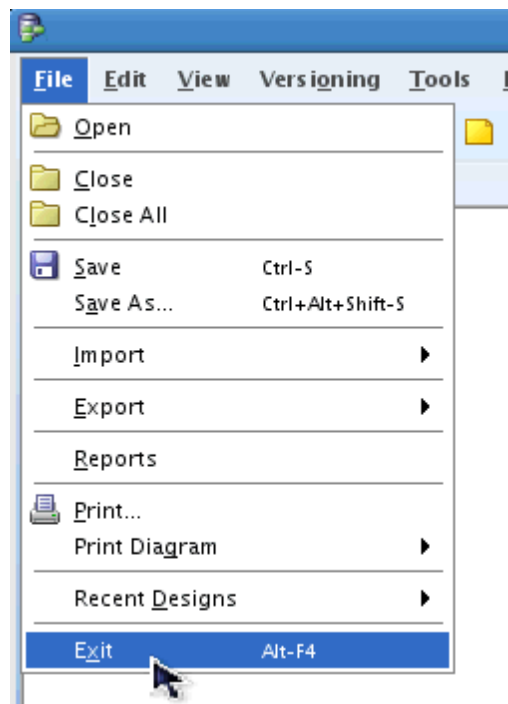 File Edit View Versioning Tools
Open
Close
Close All
Save Ctrl-S
Save As... Ctrl+Alt+Shift-S
Import
Export
Reports
Print...
Print Diagram
Recent Designs
Exit Alt-F4